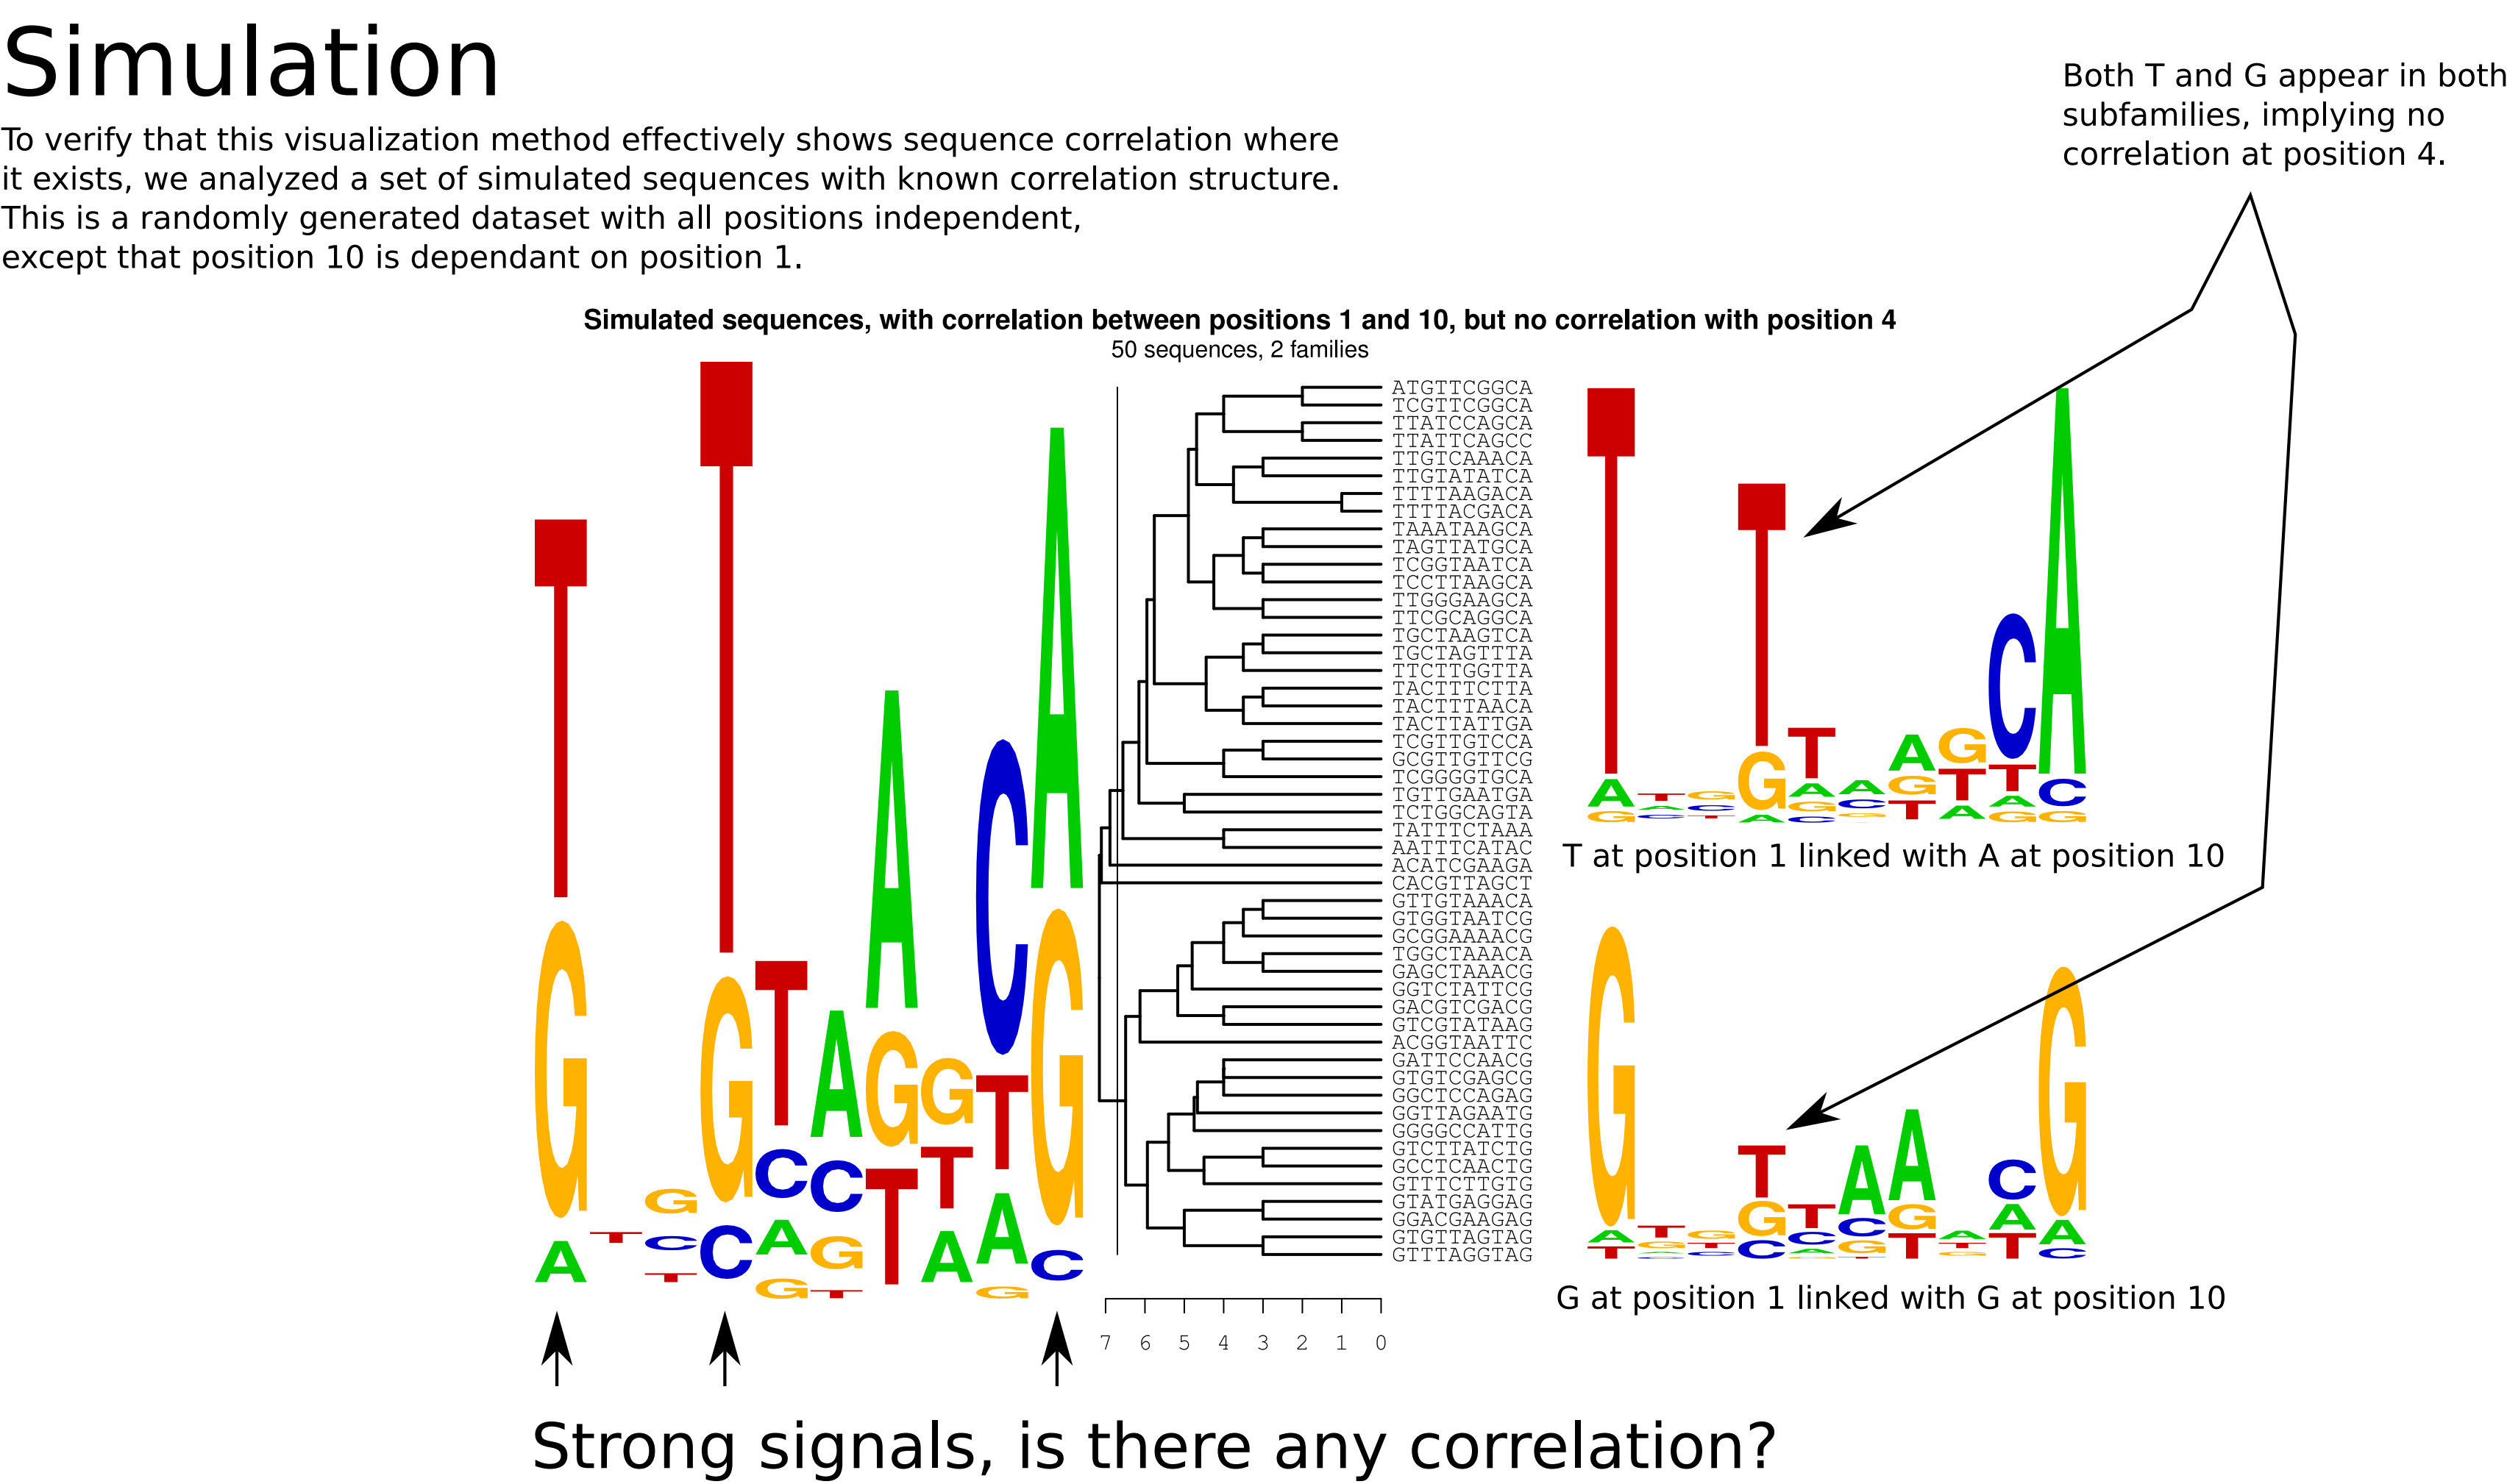 Simulation
To verify that this visualization method effectively shows sequence correlation where
it exists, we analyzed a set of simulated sequences with known correlation structure.
This is a randomly generated dataset with all positions independent,
except that position 10 is dependant on position 1.
Both T and G appear in both
subfamilies, implying no
correlation at position 4.
Simulated sequences, with correlation between positions 1 and 10, but no correlation with position 4
50 sequences, 2 families
T
G
A
T
G
C
T
G
T
G
C
T
C
A
G
A
C
G
T
A
G
T
G
T
A
C
T
A
G
A
G
C
ATGTTCGGCA
TCGTTCGGCA
TTATCCAGCA
TTATTCAGCC
TTGTCAAACA
TTGTATATCA
TTTTAAGACA
TTTTACGACA
TAAATAAGCA
TAGTTATGCA
TCGGTAATCA
TCCTTAAGCA
TTGGGAAGCA
TTCGCAGGCA
TGCTAAGTCA
TGCTAGTTTA
TTCTTGGTTA
TACTTTCTTA
TACTTTAACA
TACTTATTGA
TCGTTGTCCA
GCGTTGTTCG
TCGGGGTGCA
TGTTGAATGA
TCTGGCAGTA
TATTTCTAAA
AATTTCATAC
ACATCGAAGA
CACGTTAGCT
GTTGTAAACA
GTGGTAATCG
GCGGAAAACG
TGGCTAAACA
GAGCTAAACG
GGTCTATTCG
GACGTCGACG
GTCGTATAAG
ACGGTAATTC
GATTCCAACG
GTGTCGAGCG
GGCTCCAGAG
GGTTAGAATG
GGGGCCATTG
GTCTTATCTG
GCCTCAACTG
GTTTCTTGTG
GTATGAGGAG
GGACGAAGAG
GTGTTAGTAG
GTTTAGGTAG
7 6 5 4 3 2 1 0
T
A
G
T
A
C
G
C
T
T
G
A
T
A
G
C
A
C
G
A
G
T
G
T
A
C
T
A
G
A
C
G
T at position 1 linked with A at position 10
G
A
T
T
G
A
C
G
T
C
T
G
C
T
C
A
G
A
C
G
T
A
G
T
A
T
G
C
A
T
G
A
C
G at position 1 linked with G at position 10
Strong signals, is there any correlation?